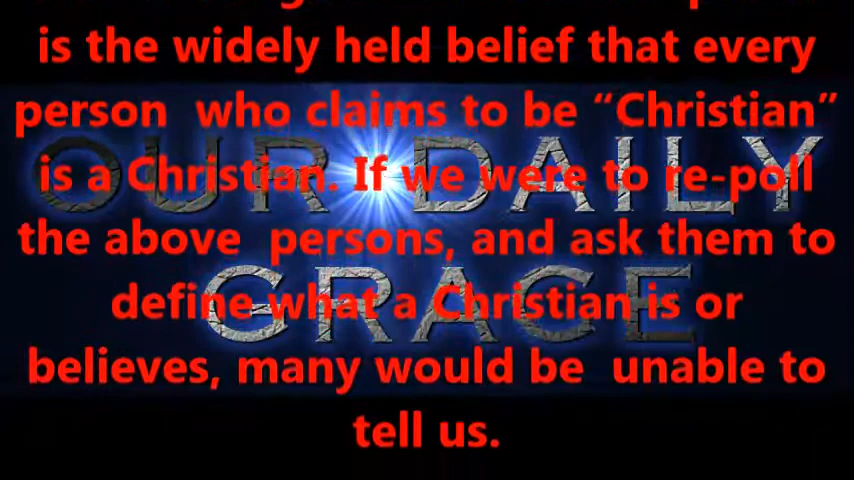 is the widely held belief that every
person who claims to be “Christian”
is a Christian. If we were to re-poll
the above persons, and ask them to
define what a Christian is or
believes, many would be unable to
tell us.
OUR DAILY
GRACE